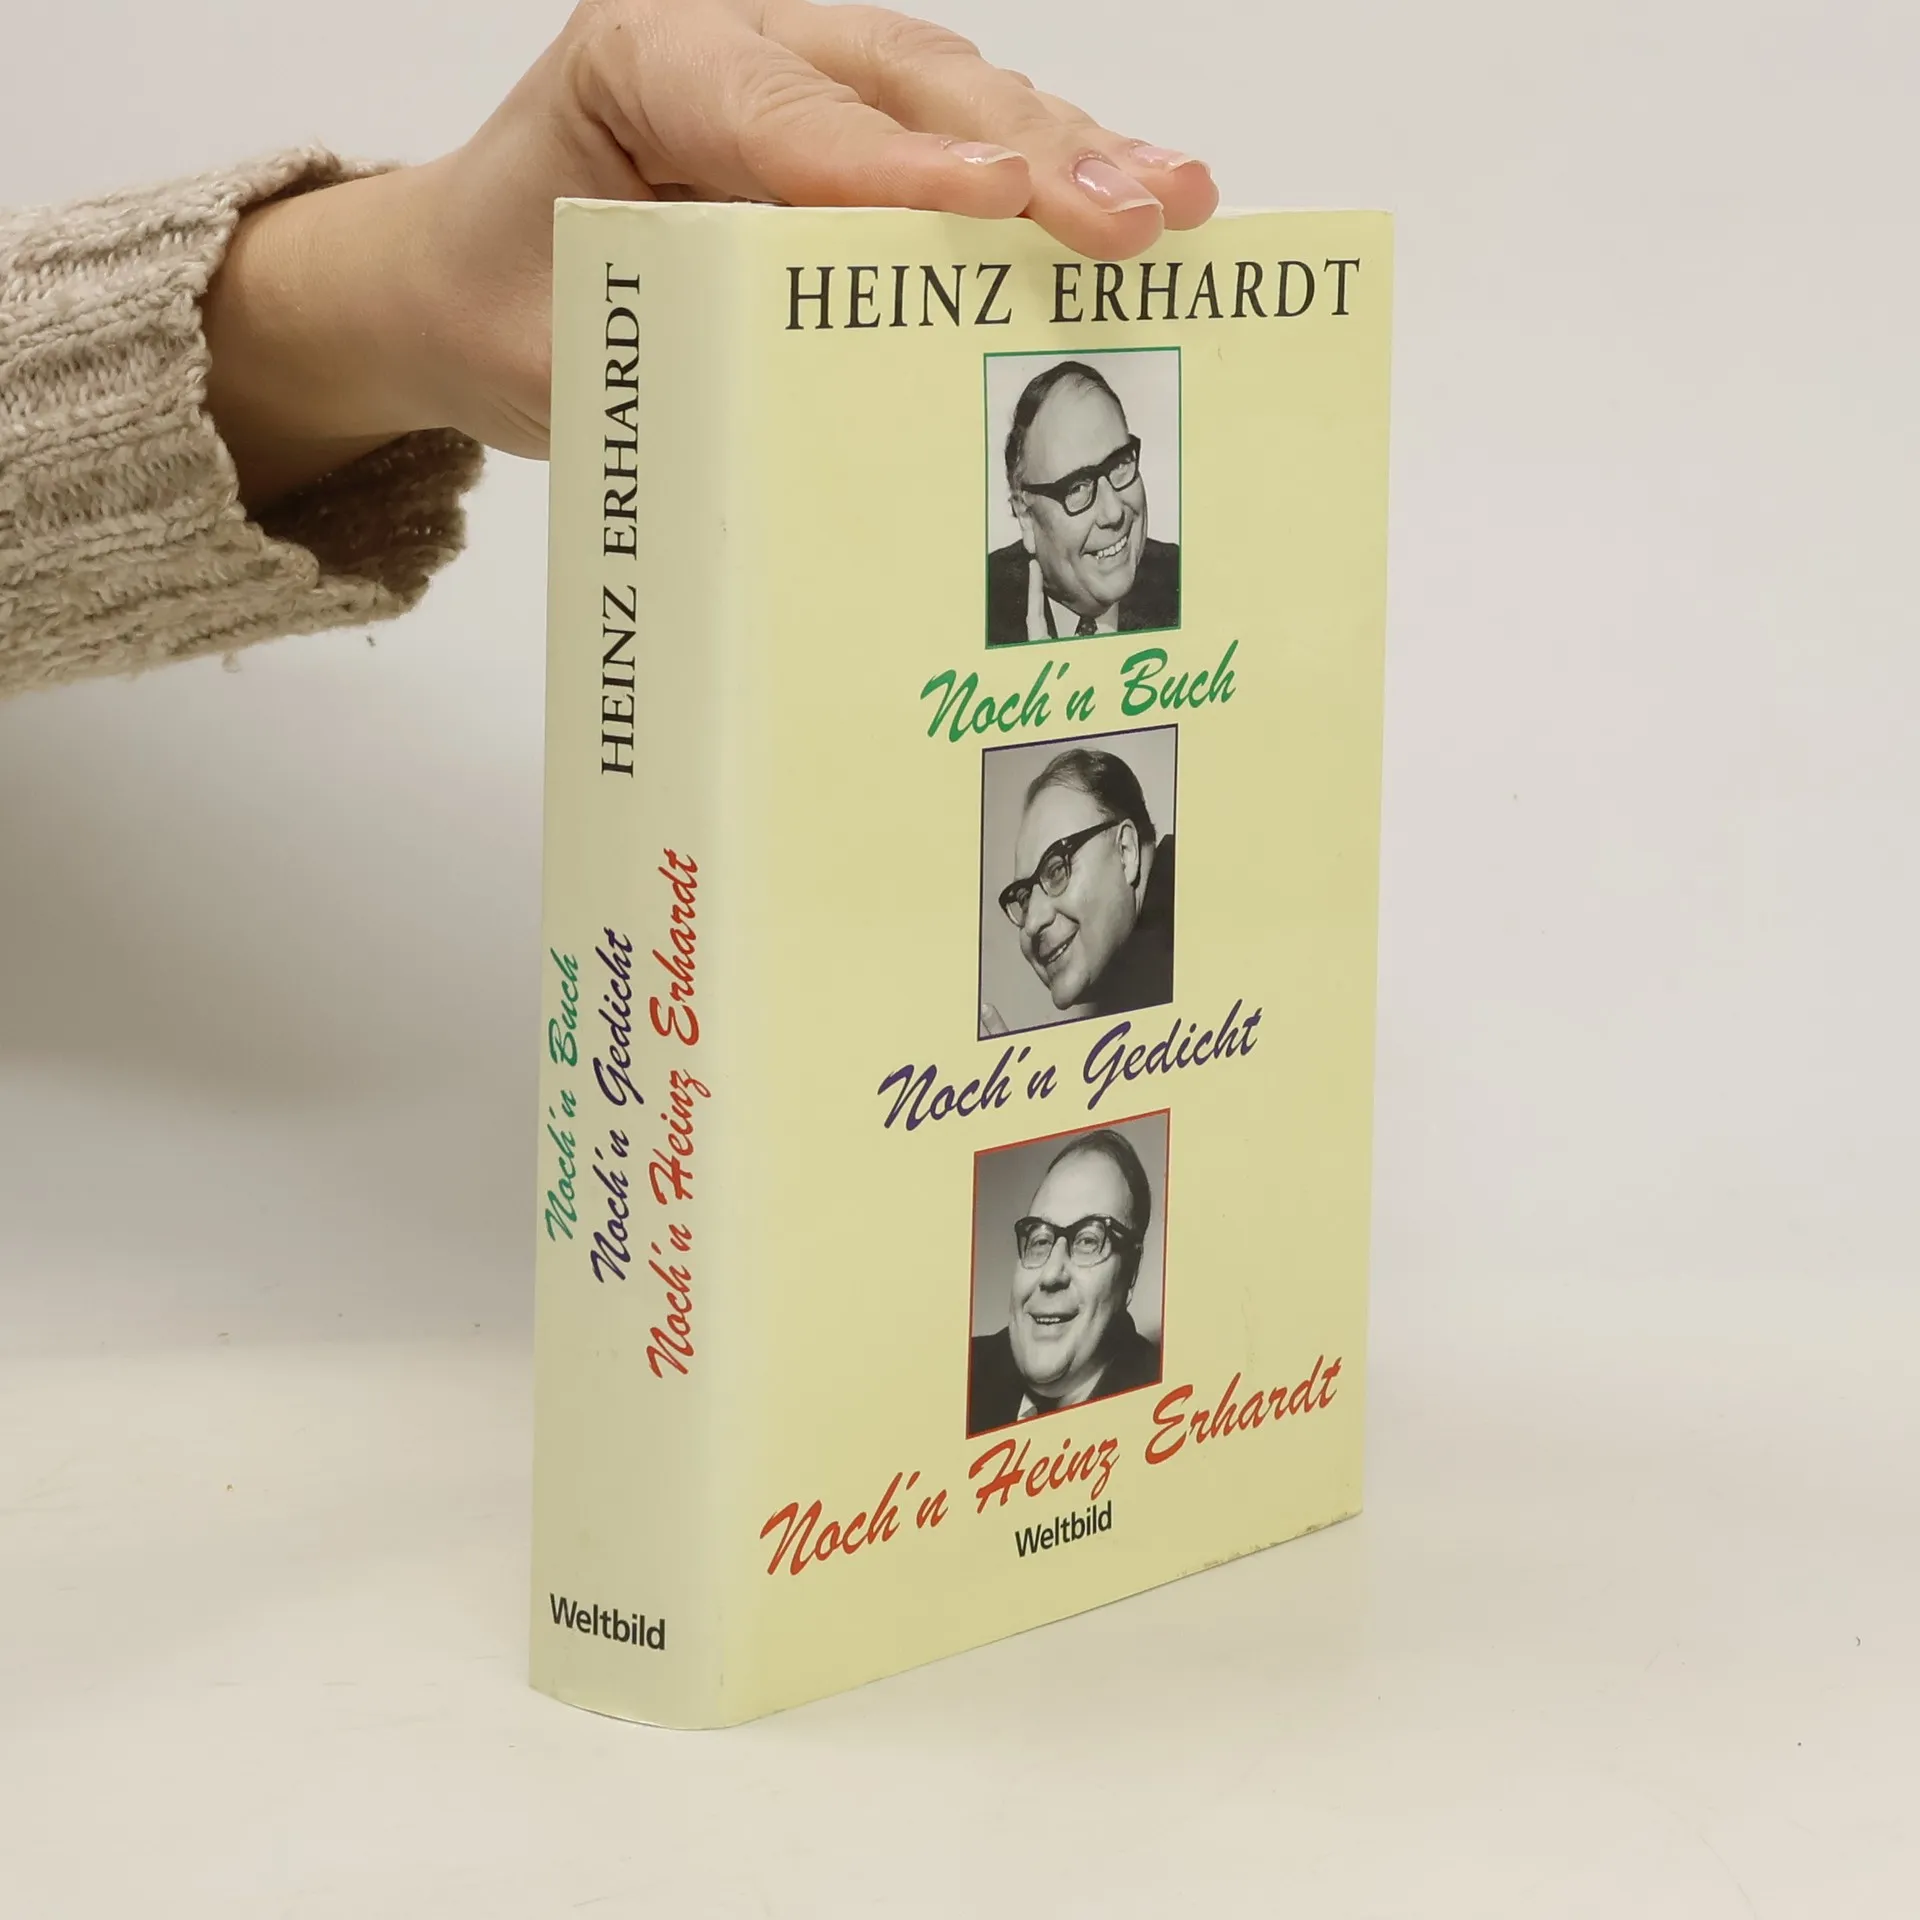 HEINZ ERHARDT
Noch'n Buch
Noch'n Gedicht
Noch'n Heinz Erhardt
Weltbild
HEINZ ERHARDT
Noch'n Buch
Noch'n Gedicht
Noch'n Heinz Erhardt
Weltbild